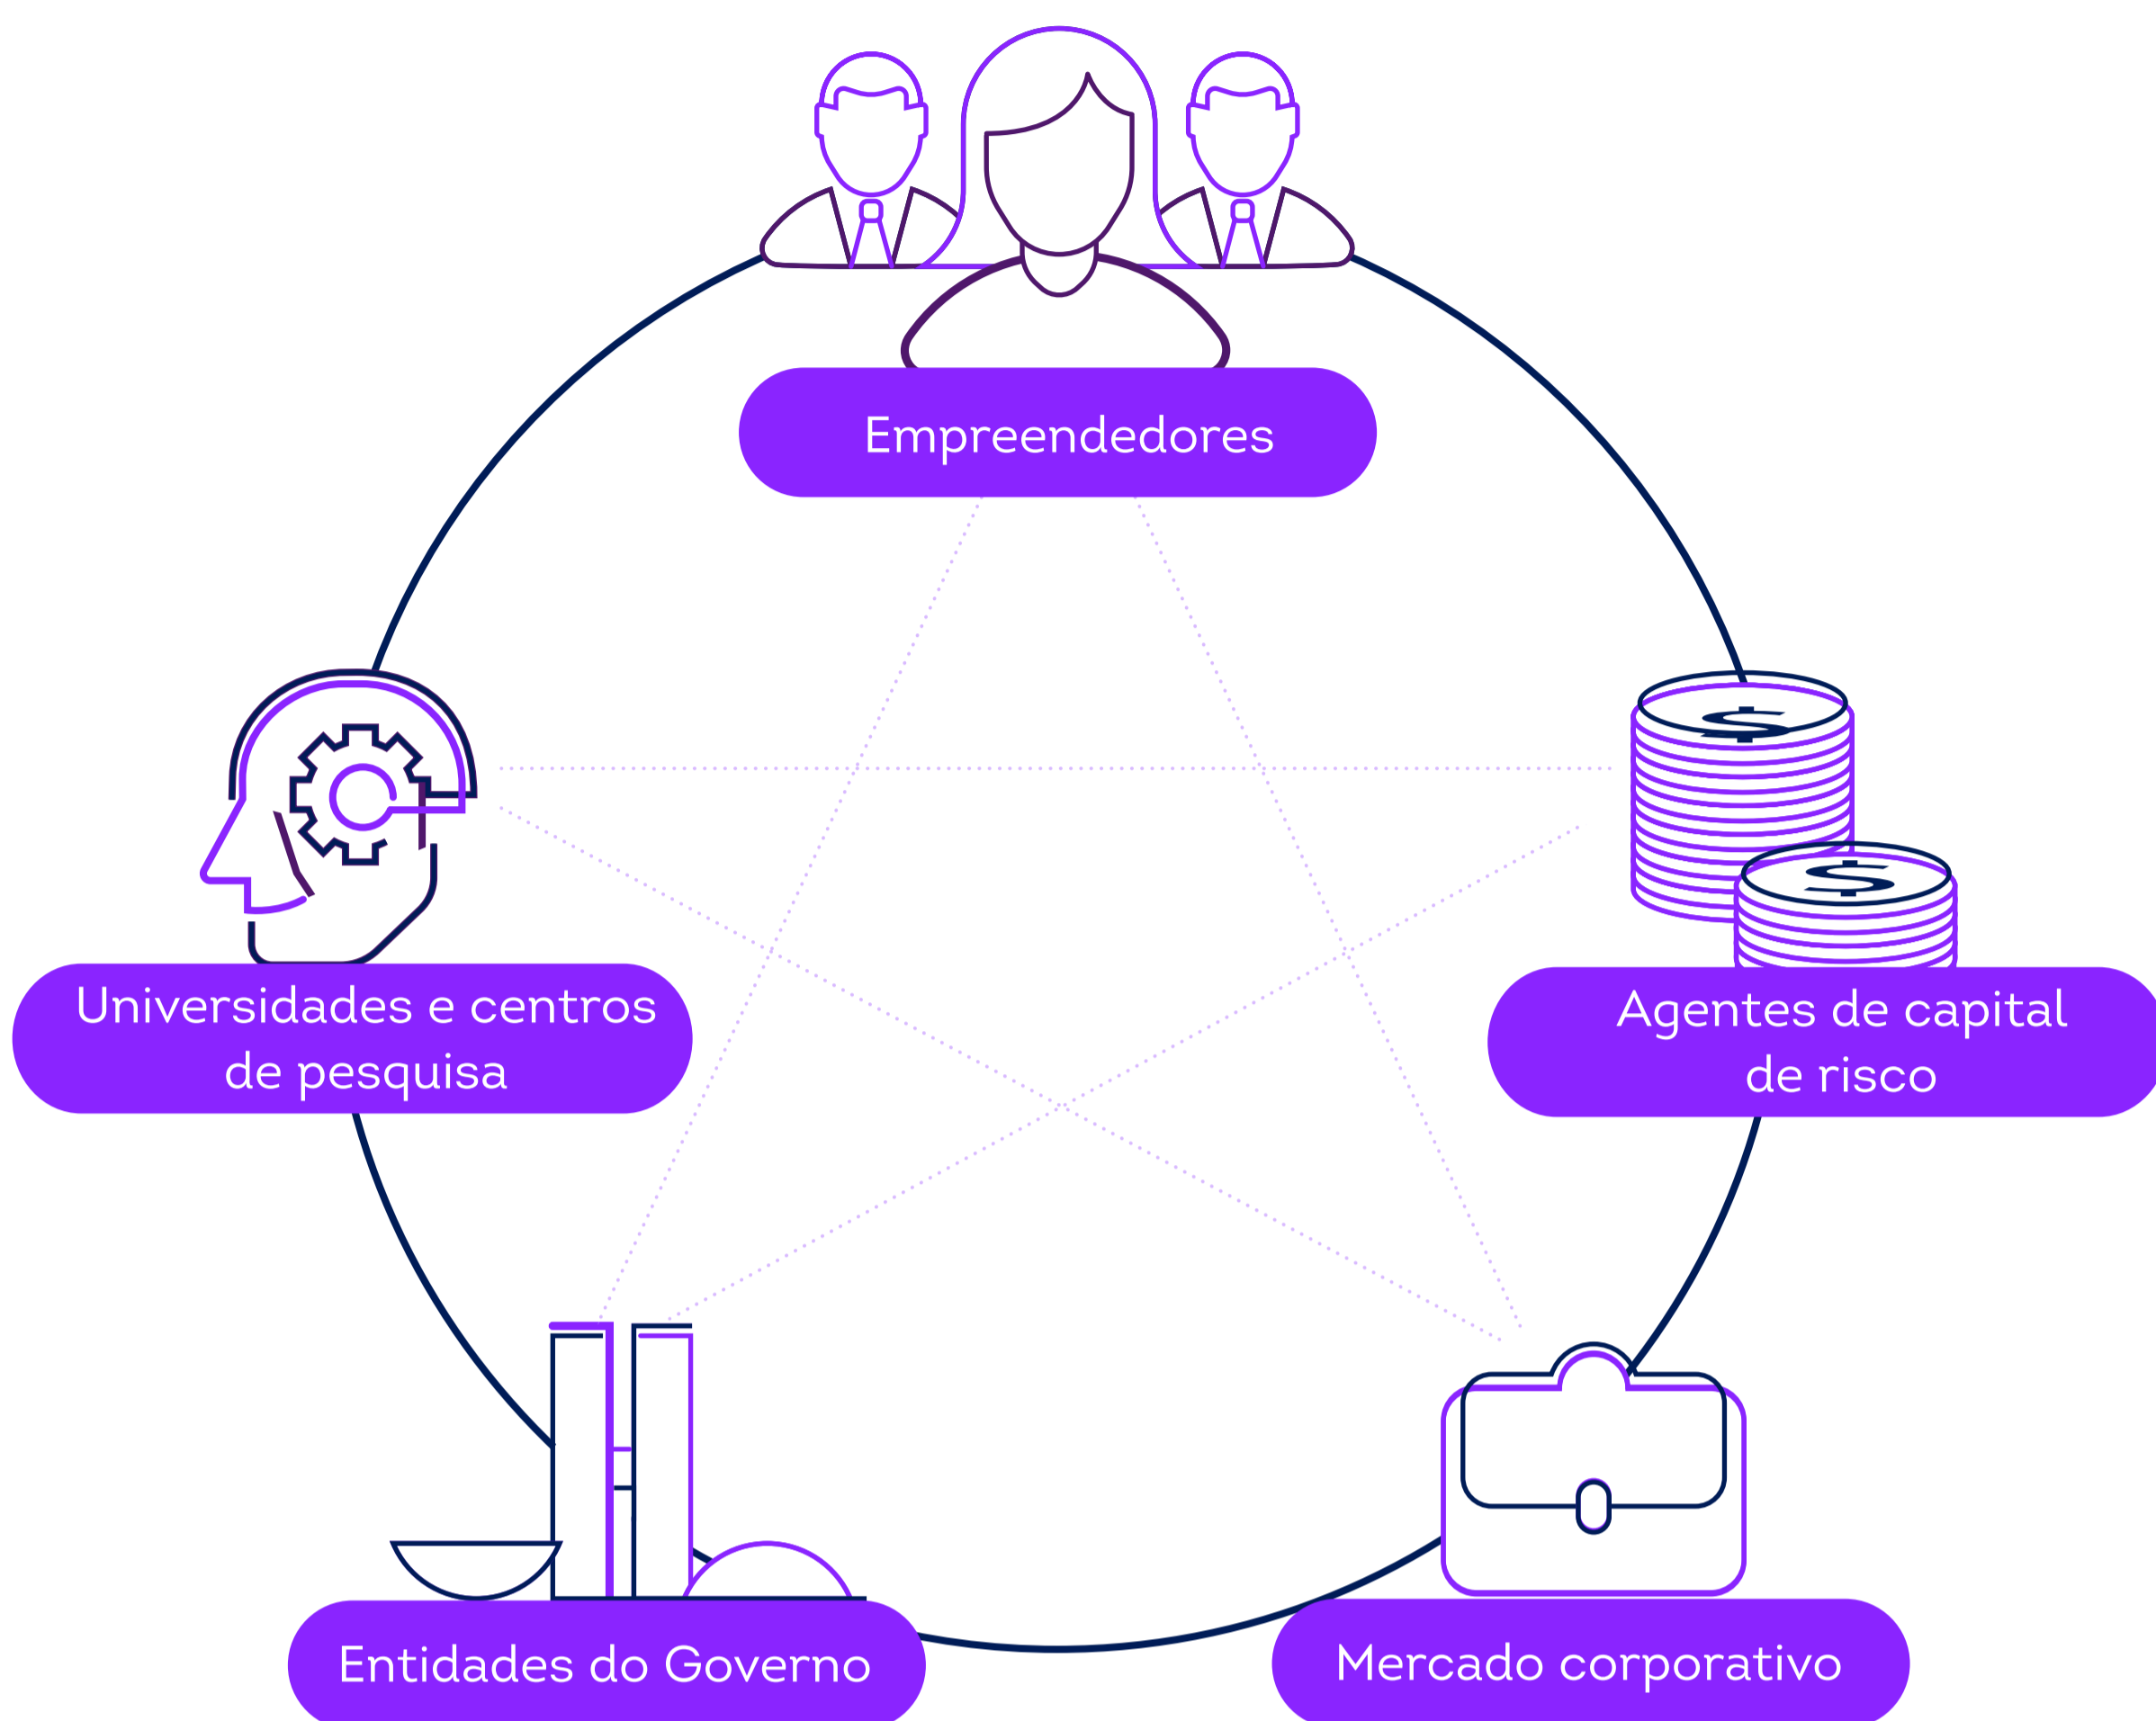 Empreendedores
Universidades e centros
de pesquisa
Agentes de capital
de risco
Entidades do Governo
Mercado corporativo